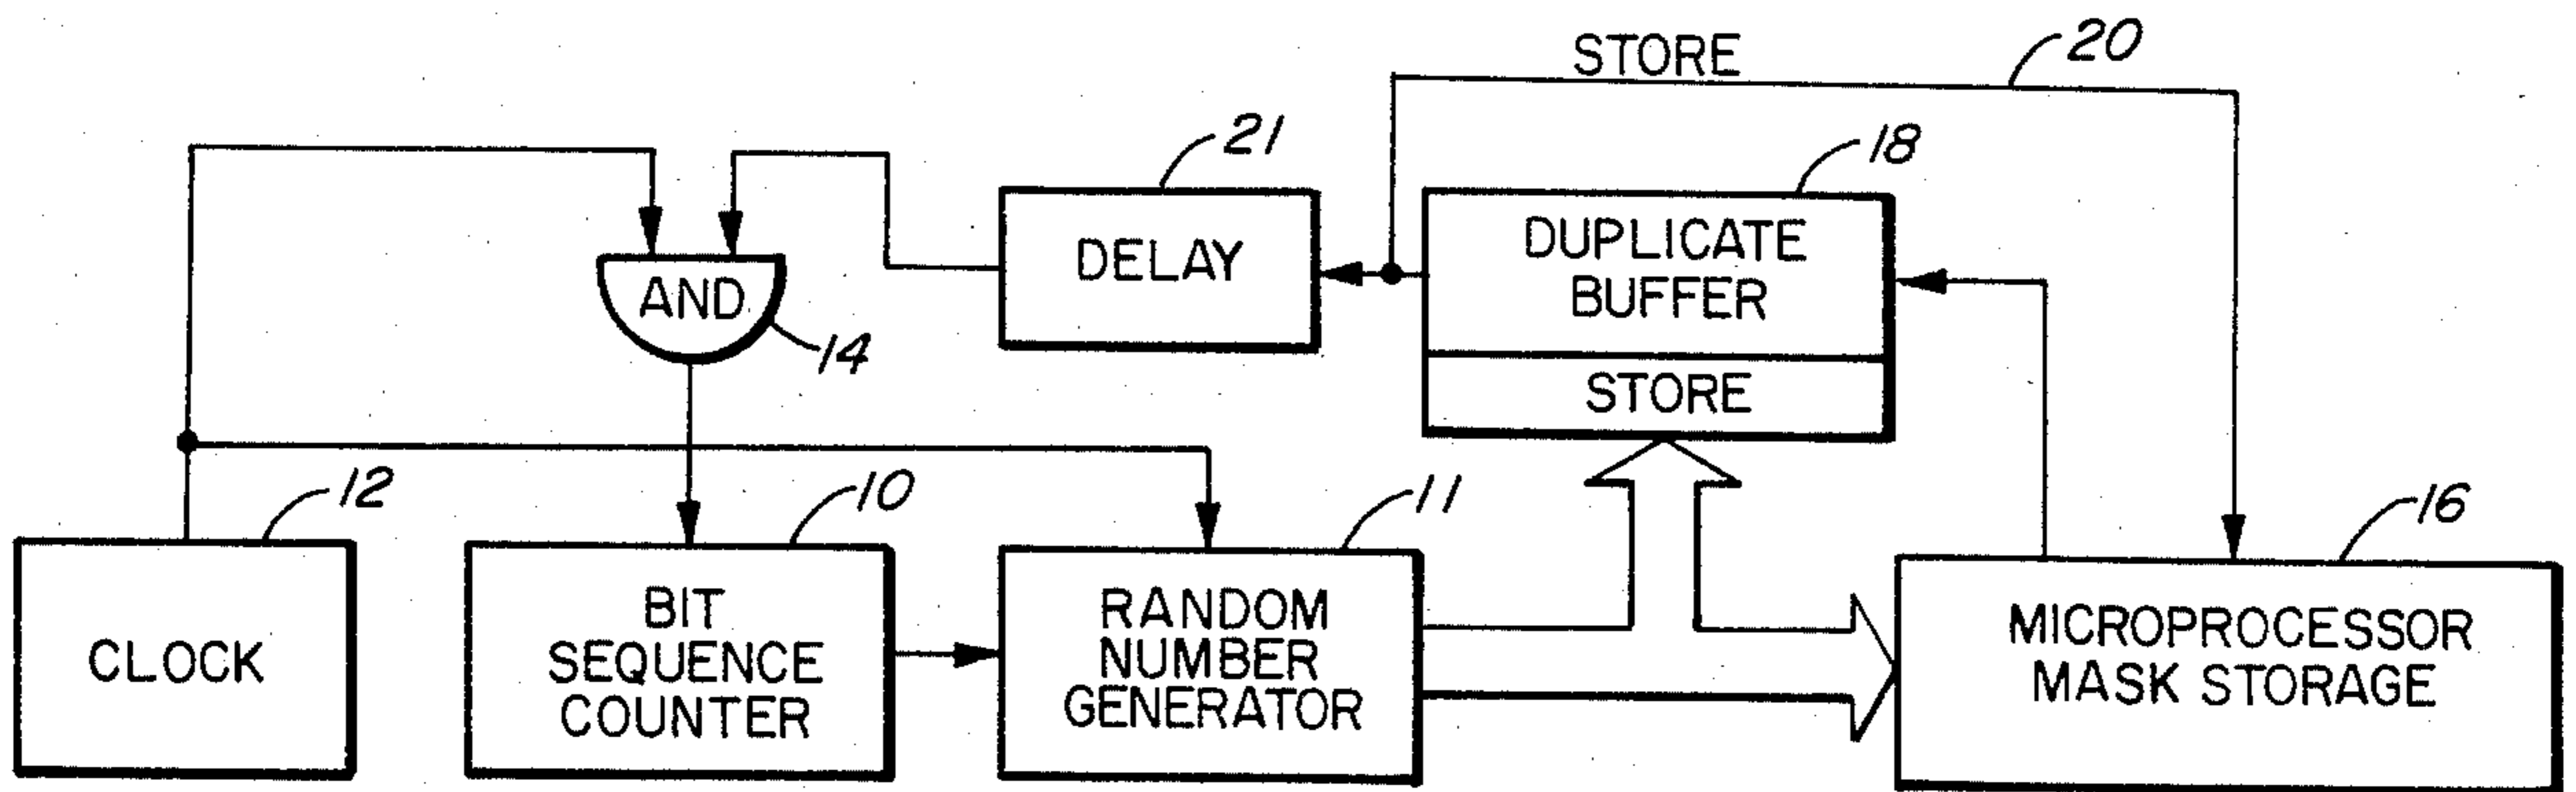 STORE
20
21
18
DELAY
DUPLICATE
BUFFER
AND
14
STORE
12
10
11
16
CLOCK
BIT
SEQUENCE
COUNTER
RANDOM
NUMBER
GENERATOR
MICROPROCESSOR
MASK STORAGE